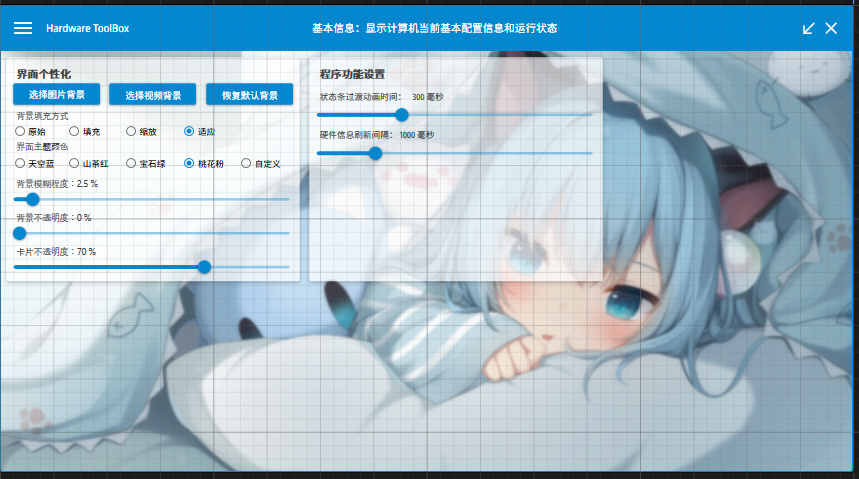 Hardware ToolBox
基本信息：显示计算机当前基本配置信息和运行状态
界面个性化
选择图片背景 选择视频背景 恢复默认背景
背景填充方式
原始 填充 缩放 适应
界面主题颜色
天空蓝 山茶红 宝石绿 桃花粉 自定义
背景模糊程度：2.5 %
背景不透明度：0 %
卡片不透明度：70 %
程序功能设置
状态条过渡动画时间： 300 毫秒
硬件信息刷新间隔： 1000 毫秒